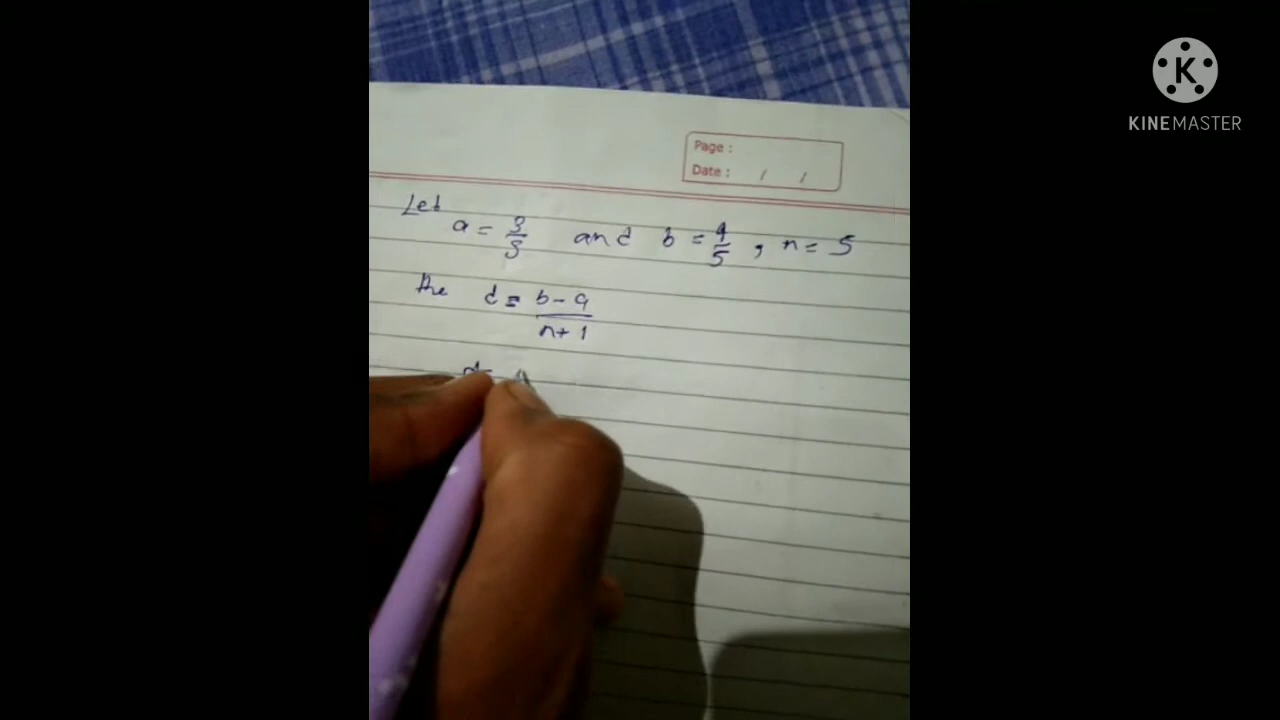 KINEMASTER
Page :
Date : / /
Let
a = 3/5 and b = 4/5 , n = 5
the d = b - a / n + 1
d =